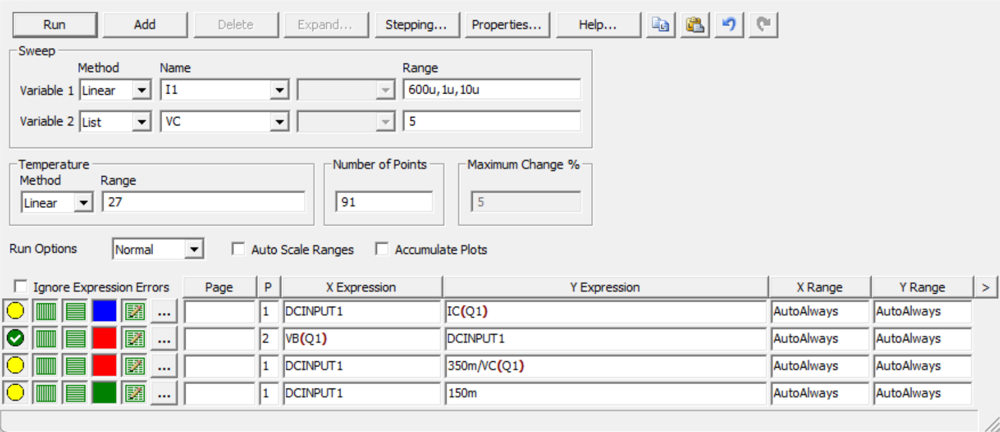 Run Add Delete Expand... Stepping... Properties... Help...
Sweep
Method Name Range
Variable 1 Linear I1 600u,1u,10u
Variable 2 List VC 5
Temperature Number of Points Maximum Change %
Method Range
Linear 27 91 5
Run Options Normal Auto Scale Ranges Accumulate Plots
Ignore Expression Errors Page P X Expression Y Expression X Range Y Range >
... 1 DCINPUT1 IC(Q1) AutoAlways AutoAlways
... 2 VB(Q1) DCINPUT1 AutoAlways AutoAlways
... 1 DCINPUT1 350m/VC(Q1) AutoAlways AutoAlways
... 1 DCINPUT1 150m AutoAlways AutoAlways